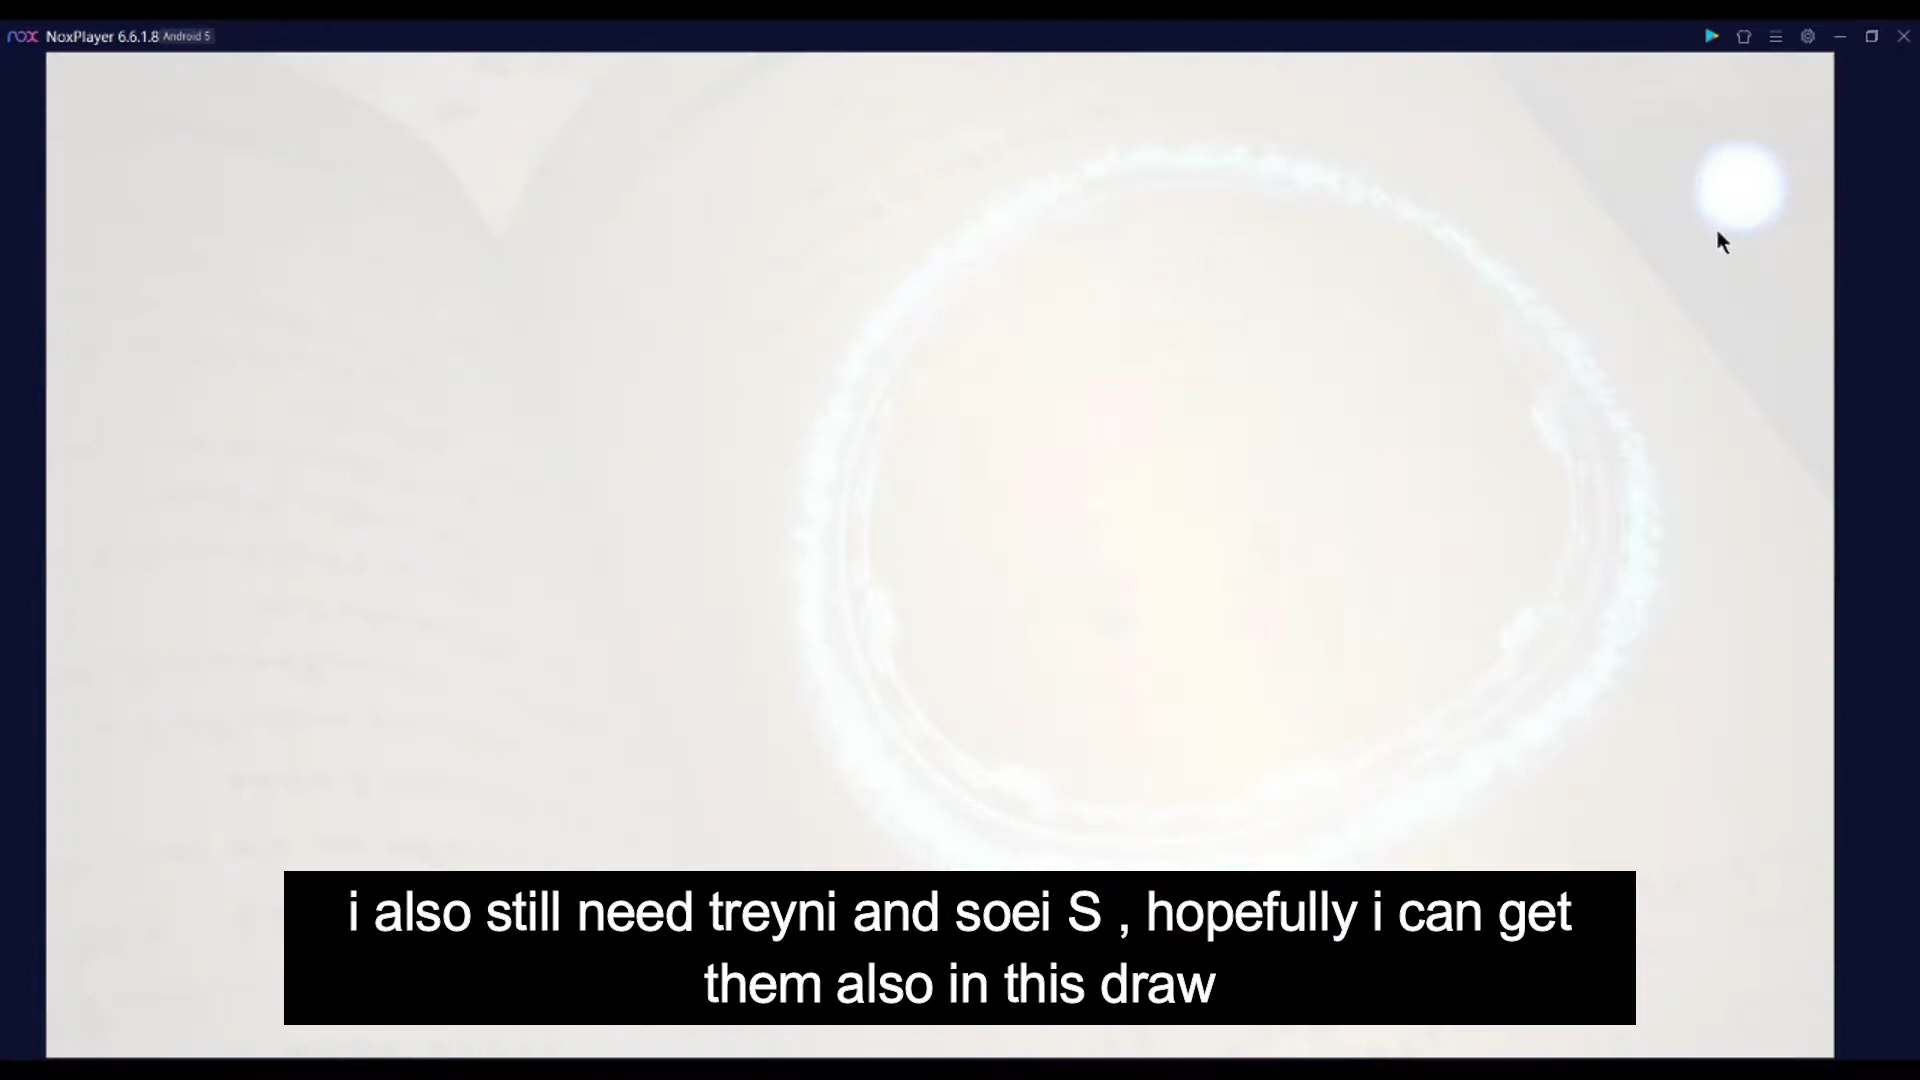 nox NoxPlayer 6.6.1.8 Android 5
i also still need treyni and soei S , hopefully i can get
them also in this draw